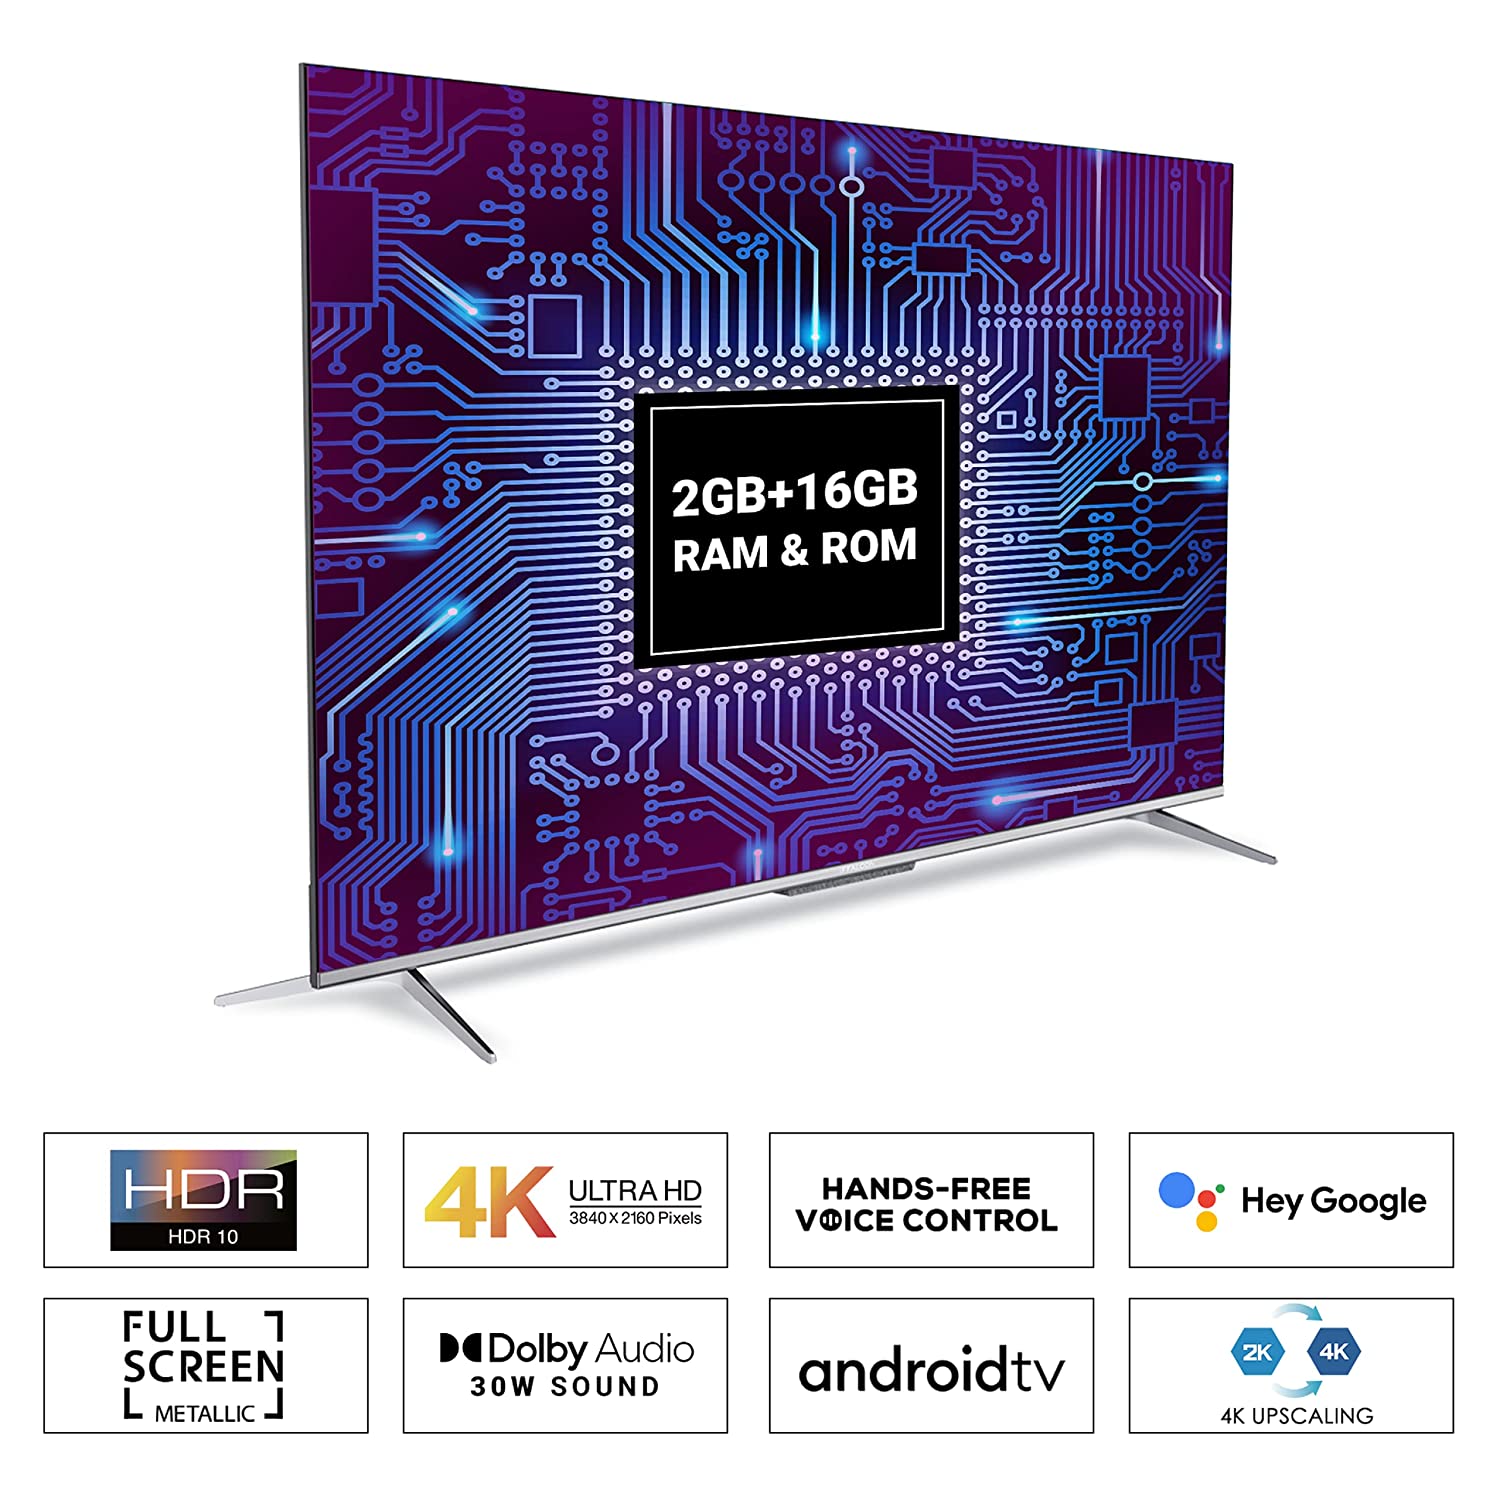 2GB+16GB
RAM & ROM
HDR
HDR 10
4K ULTRA HD
3840 x 2160 Pixels
HANDS-FREE
VOICE CONTROL
Hey Google
FULL
SCREEN
METALLIC
Dolby Audio
30W SOUND
androidtv
2K 4K
4K UPSCALING